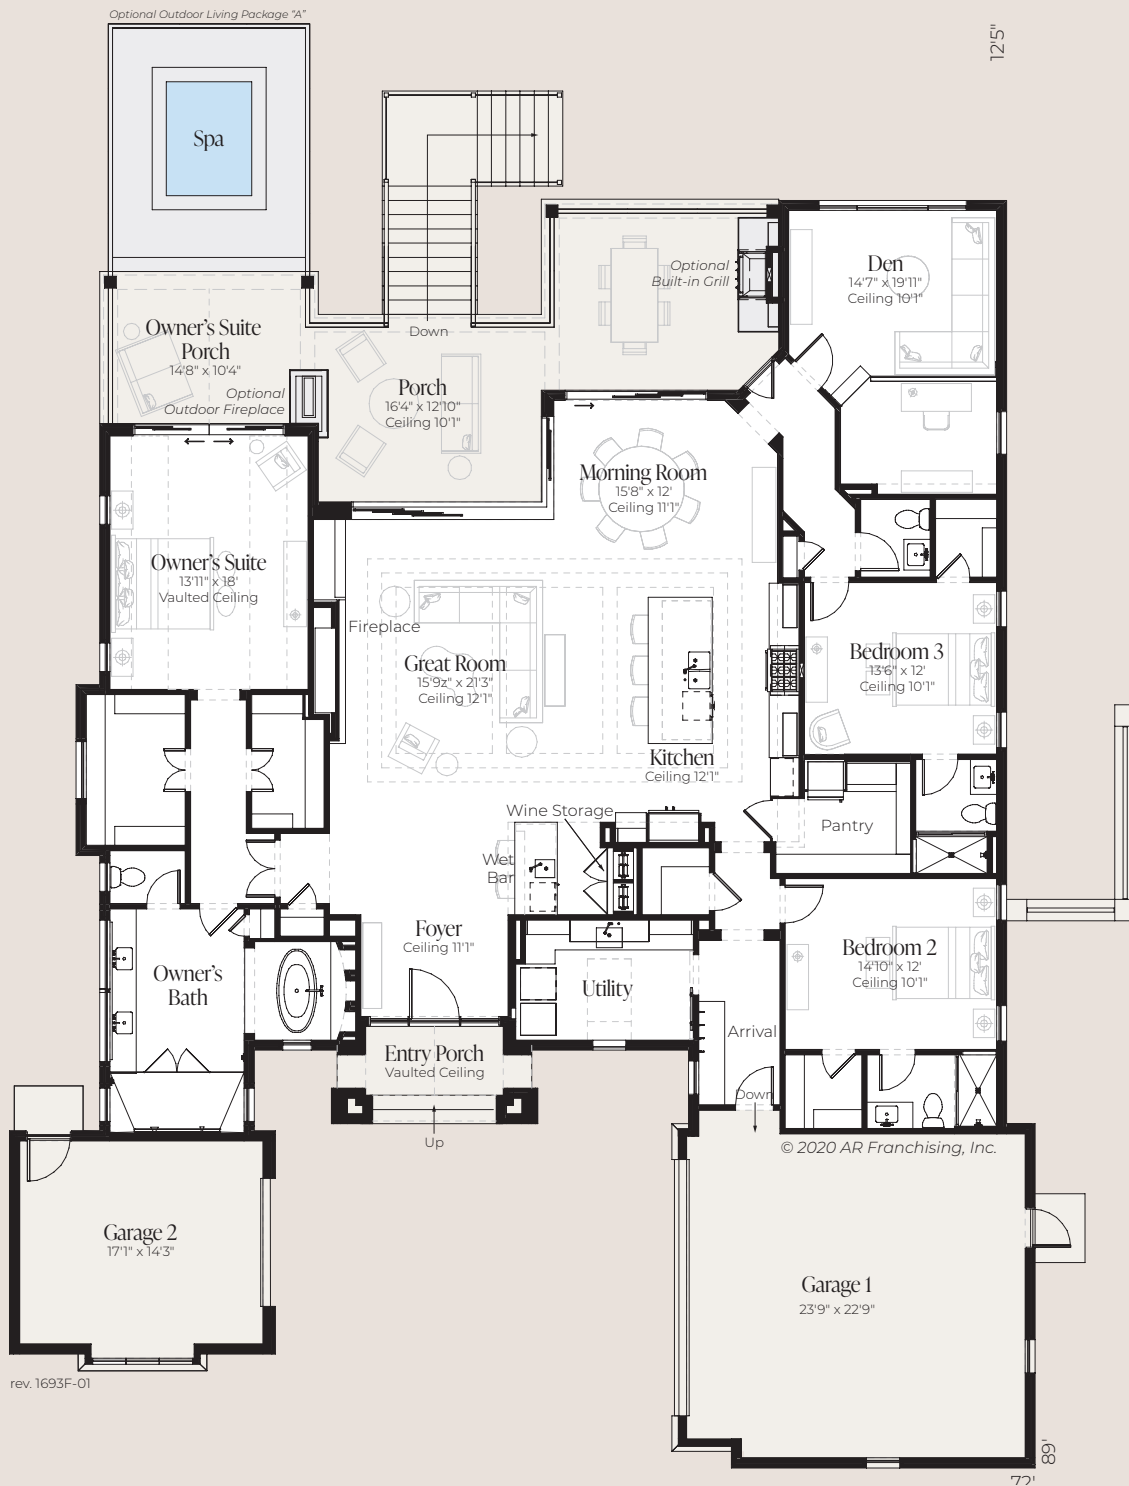 Optional Outdoor Living Package “A”
12'5"
Spa
Optional
Built-in Grill
Den
14'7" x 19'11"
Ceiling 10'1"
Down
Owner's Suite
Porch
14'8" x 10'4"
Optional
Outdoor Fireplace
Porch
16'4" x 12'10"
Ceiling 10'1"
Morning Room
15'8" x 12'
Ceiling 11'1"
Owner's Suite
13'11" x 18'
Vaulted Ceiling
Fireplace
Great Room
15'9z" x 21'3"
Ceiling 12'1"
Bedroom 3
13'6" x 12'
Ceiling 10'1"
Kitchen
Ceiling 12'1"
Wine Storage
Pantry
Wet
Bar
Foyer
Ceiling 11'1"
Bedroom 2
14'10" x 12'
Ceiling 10'1"
Owner's
Bath
Utility
Arrival
Entry Porch
Vaulted Ceiling
Down
Up
© 2020 AR Franchising, Inc.
Garage 2
17'1" x 14'3"
Garage 1
23'9" x 22'9"
rev. 1693F-01
89'
72'